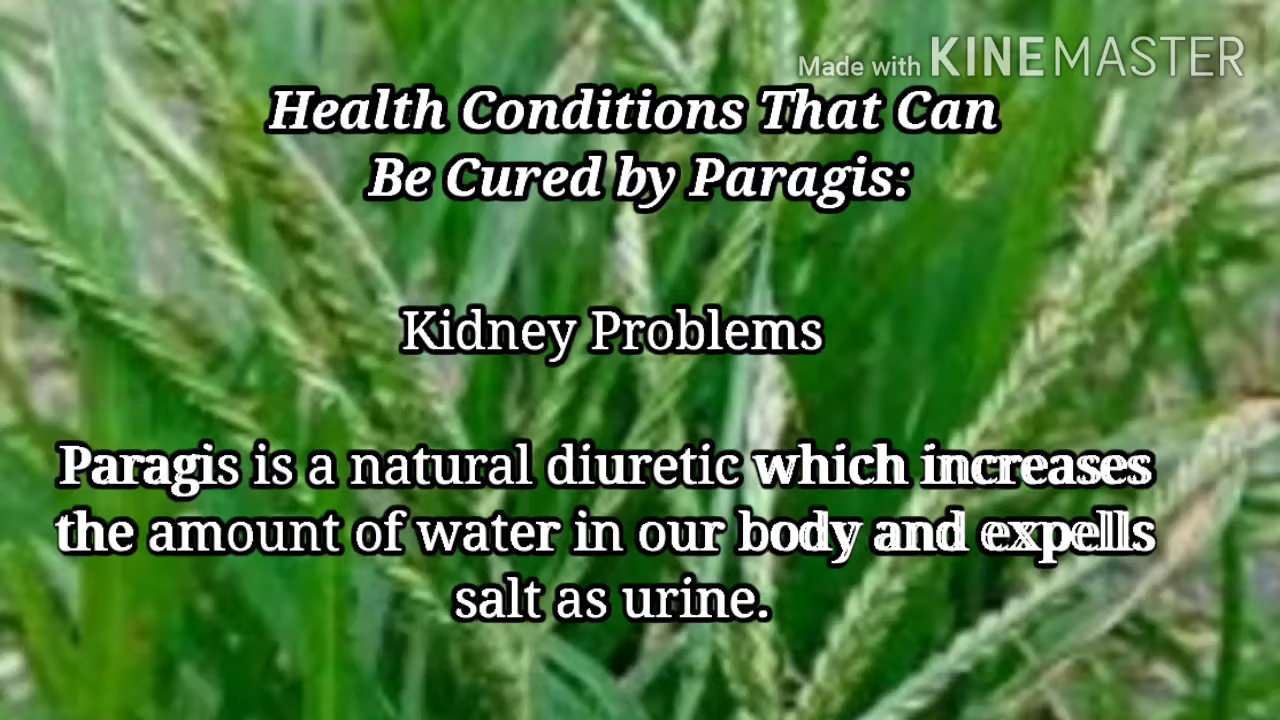 Made with KINEMASTER
Health Conditions That Can
Be Cured by Paragis:
Kidney Problems
Paragis is a natural diuretic which increases
the amount of water in our body and expells
salt as urine.